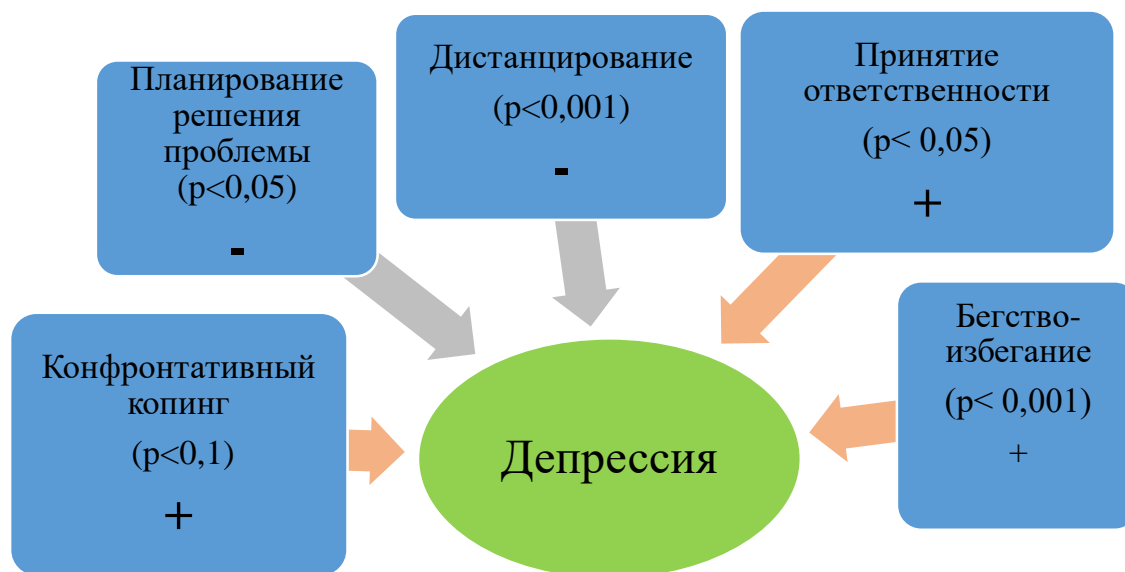 Планирование
решения
проблемы
(p<0,05)
-
Дистанцирование
(p<0,001)
-
Принятие
ответственности
(p< 0,05)
+
Конфронтативный
копинг
(p<0,1)
+
Бегство-
избегание
(p< 0,001)
+
Депрессия